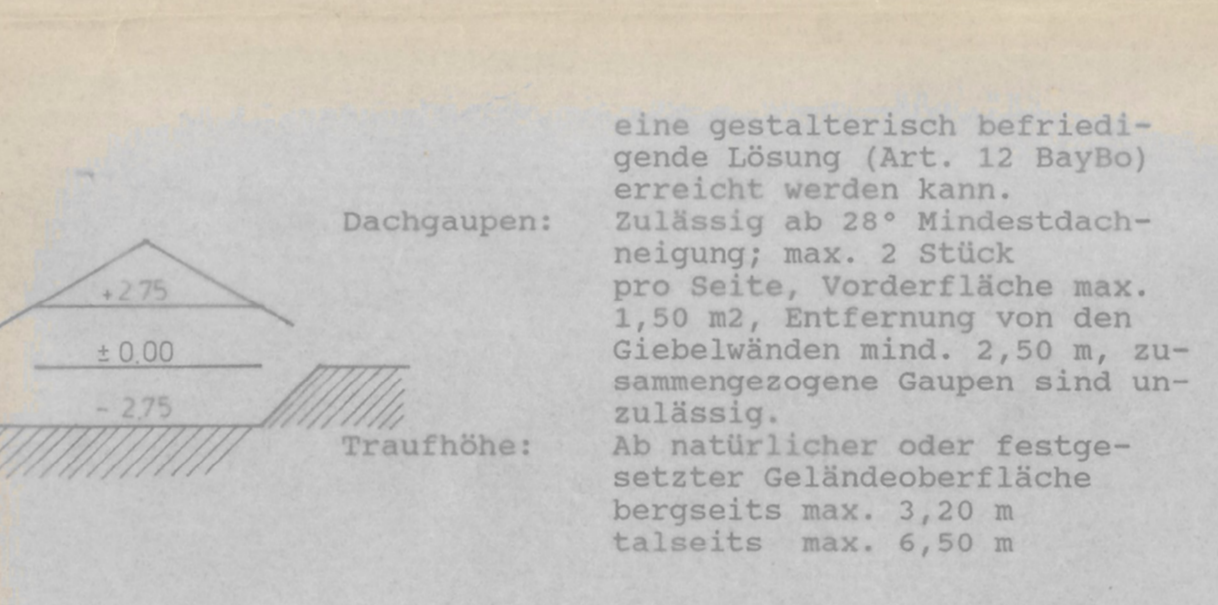 eine gestalterisch befriedi-
gende Lösung (Art. 12 BayBo)
erreicht werden kann.
Dachgaupen: Zulässig ab 28° Mindestdach-
neigung; max. 2 Stück
pro Seite, Vorderfläche max.
1,50 m2, Entfernung von den
Giebelwänden mind. 2,50 m, zu-
sammengezogene Gaupen sind un-
zulässig.
Traufhöhe: Ab natürlicher oder festge-
setzter Geländeoberfläche
bergseits max. 3,20 m
talseits max. 6,50 m
+2.75
± 0.00
- 2.75